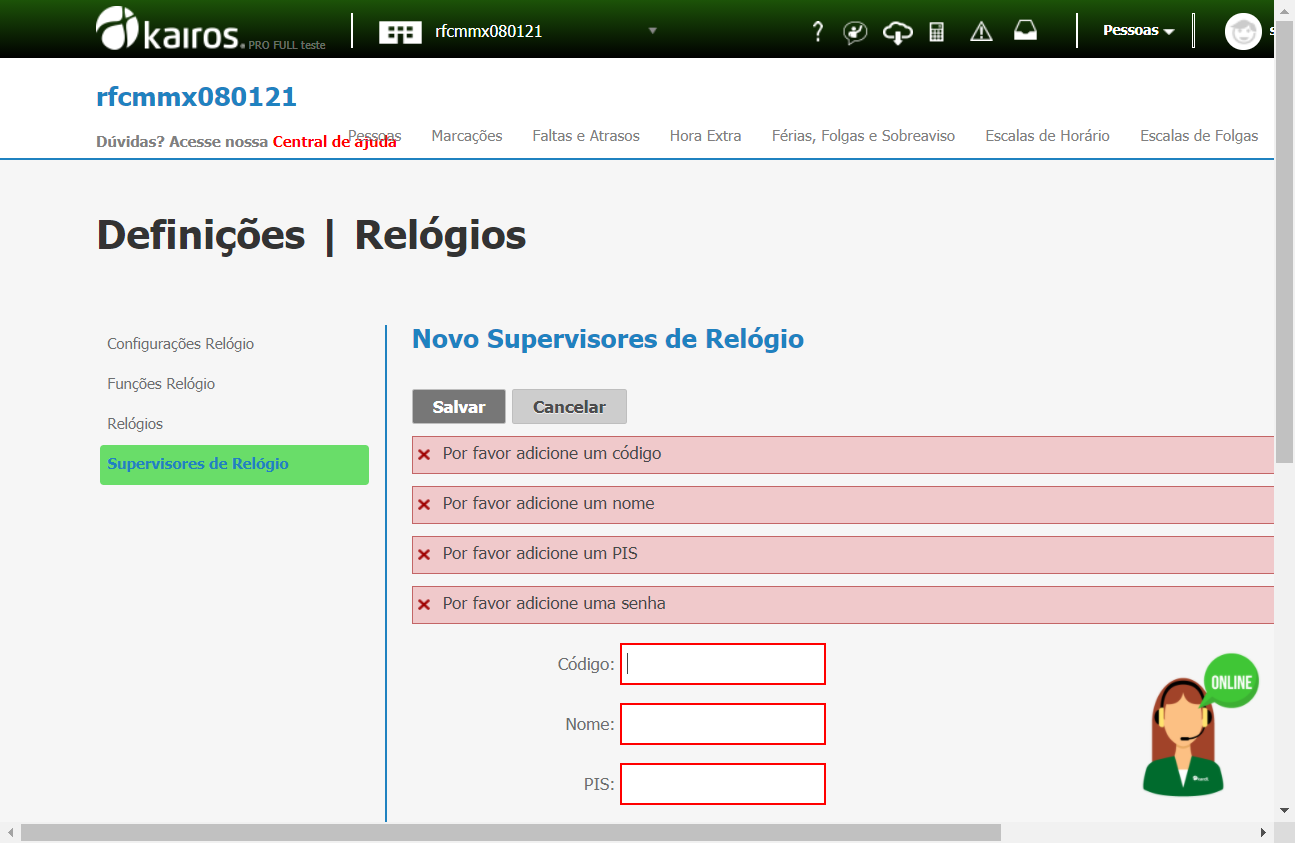 kairos. PRO FULL teste
rfcmmx080121
?
Pessoas
rfcmmx080121
Dúvidas? Acesse nossa Central de ajuda
Pessoas Marcações Faltas e Atrasos Hora Extra Férias, Folgas e Sobreaviso Escalas de Horário Escalas de Folgas
Definições | Relógios
Configurações Relógio
Funções Relógio
Relógios
Supervisores de Relógio
Novo Supervisores de Relógio
Salvar Cancelar
Por favor adicione um código
Por favor adicione um nome
Por favor adicione um PIS
Por favor adicione uma senha
Código:
Nome:
PIS:
ONLINE